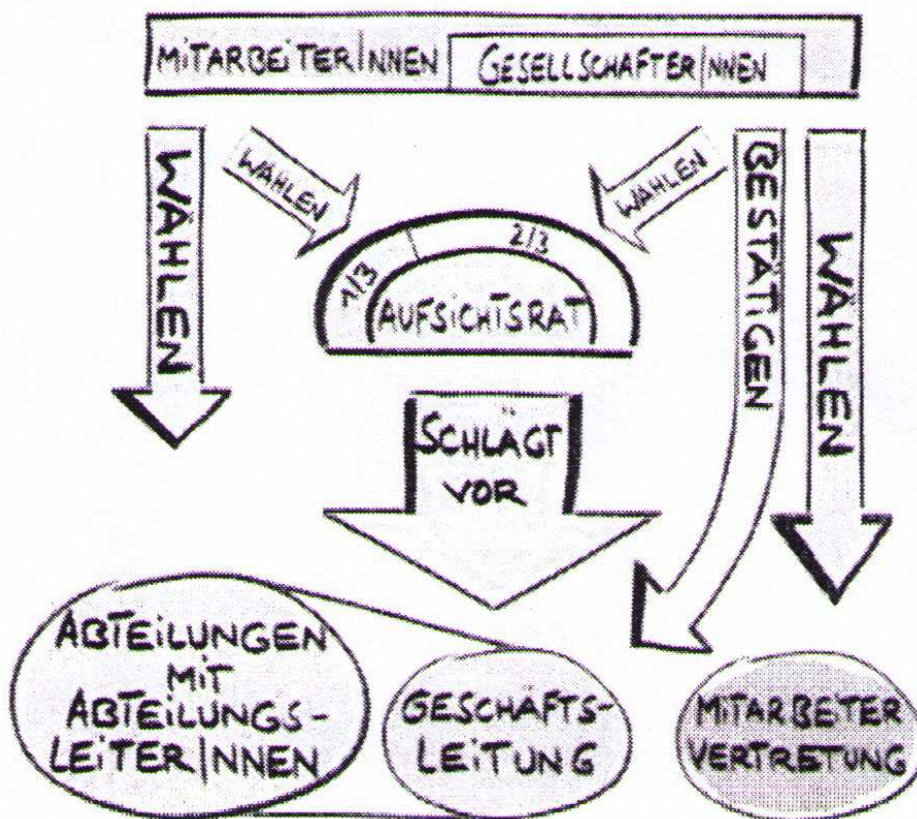 MITARBEITER/INNEN
GESELLSCHAFTER/INNEN
WÄHLEN
WÄHLEN
WÄHLEN
BESTÄTIGEN
WÄHLEN
1/3
2/3
AUFSICHTSRAT
SCHLÄGT
VOR
ABTEILUNGEN
MIT
ABTEILUNGS-
LEITER/INNEN
GESCHÄFTS-
LEITUNG
MITARBEITER
VERTRETUNG